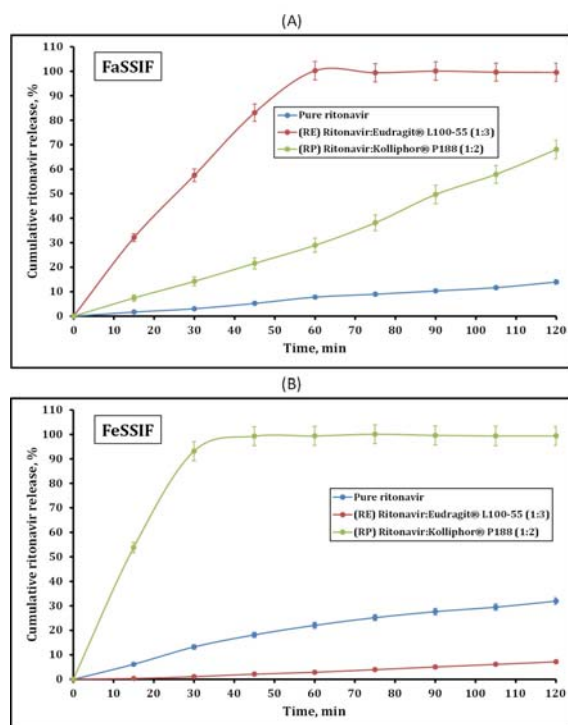 (A)
FaSSIF
Cumulative ritonavir release, %
110
100
90
80
70
60
50
40
30
20
10
0
Pure ritonavir
(RE) Ritonavir:Eudragit® L100-55 (1:3)
(RP) Ritonavir:Kolliphor® P188 (1:2)
0 10 20 30 40 50 60 70 80 90 100 110 120
Time, min
(B)
FeSSIF
Cumulative ritonavir release, %
110
100
90
80
70
60
50
40
30
20
10
0
Pure ritonavir
(RE) Ritonavir:Eudragit® L100-55 (1:3)
(RP) Ritonavir:Kolliphor® P188 (1:2)
0 10 20 30 40 50 60 70 80 90 100 110 120
Time, min